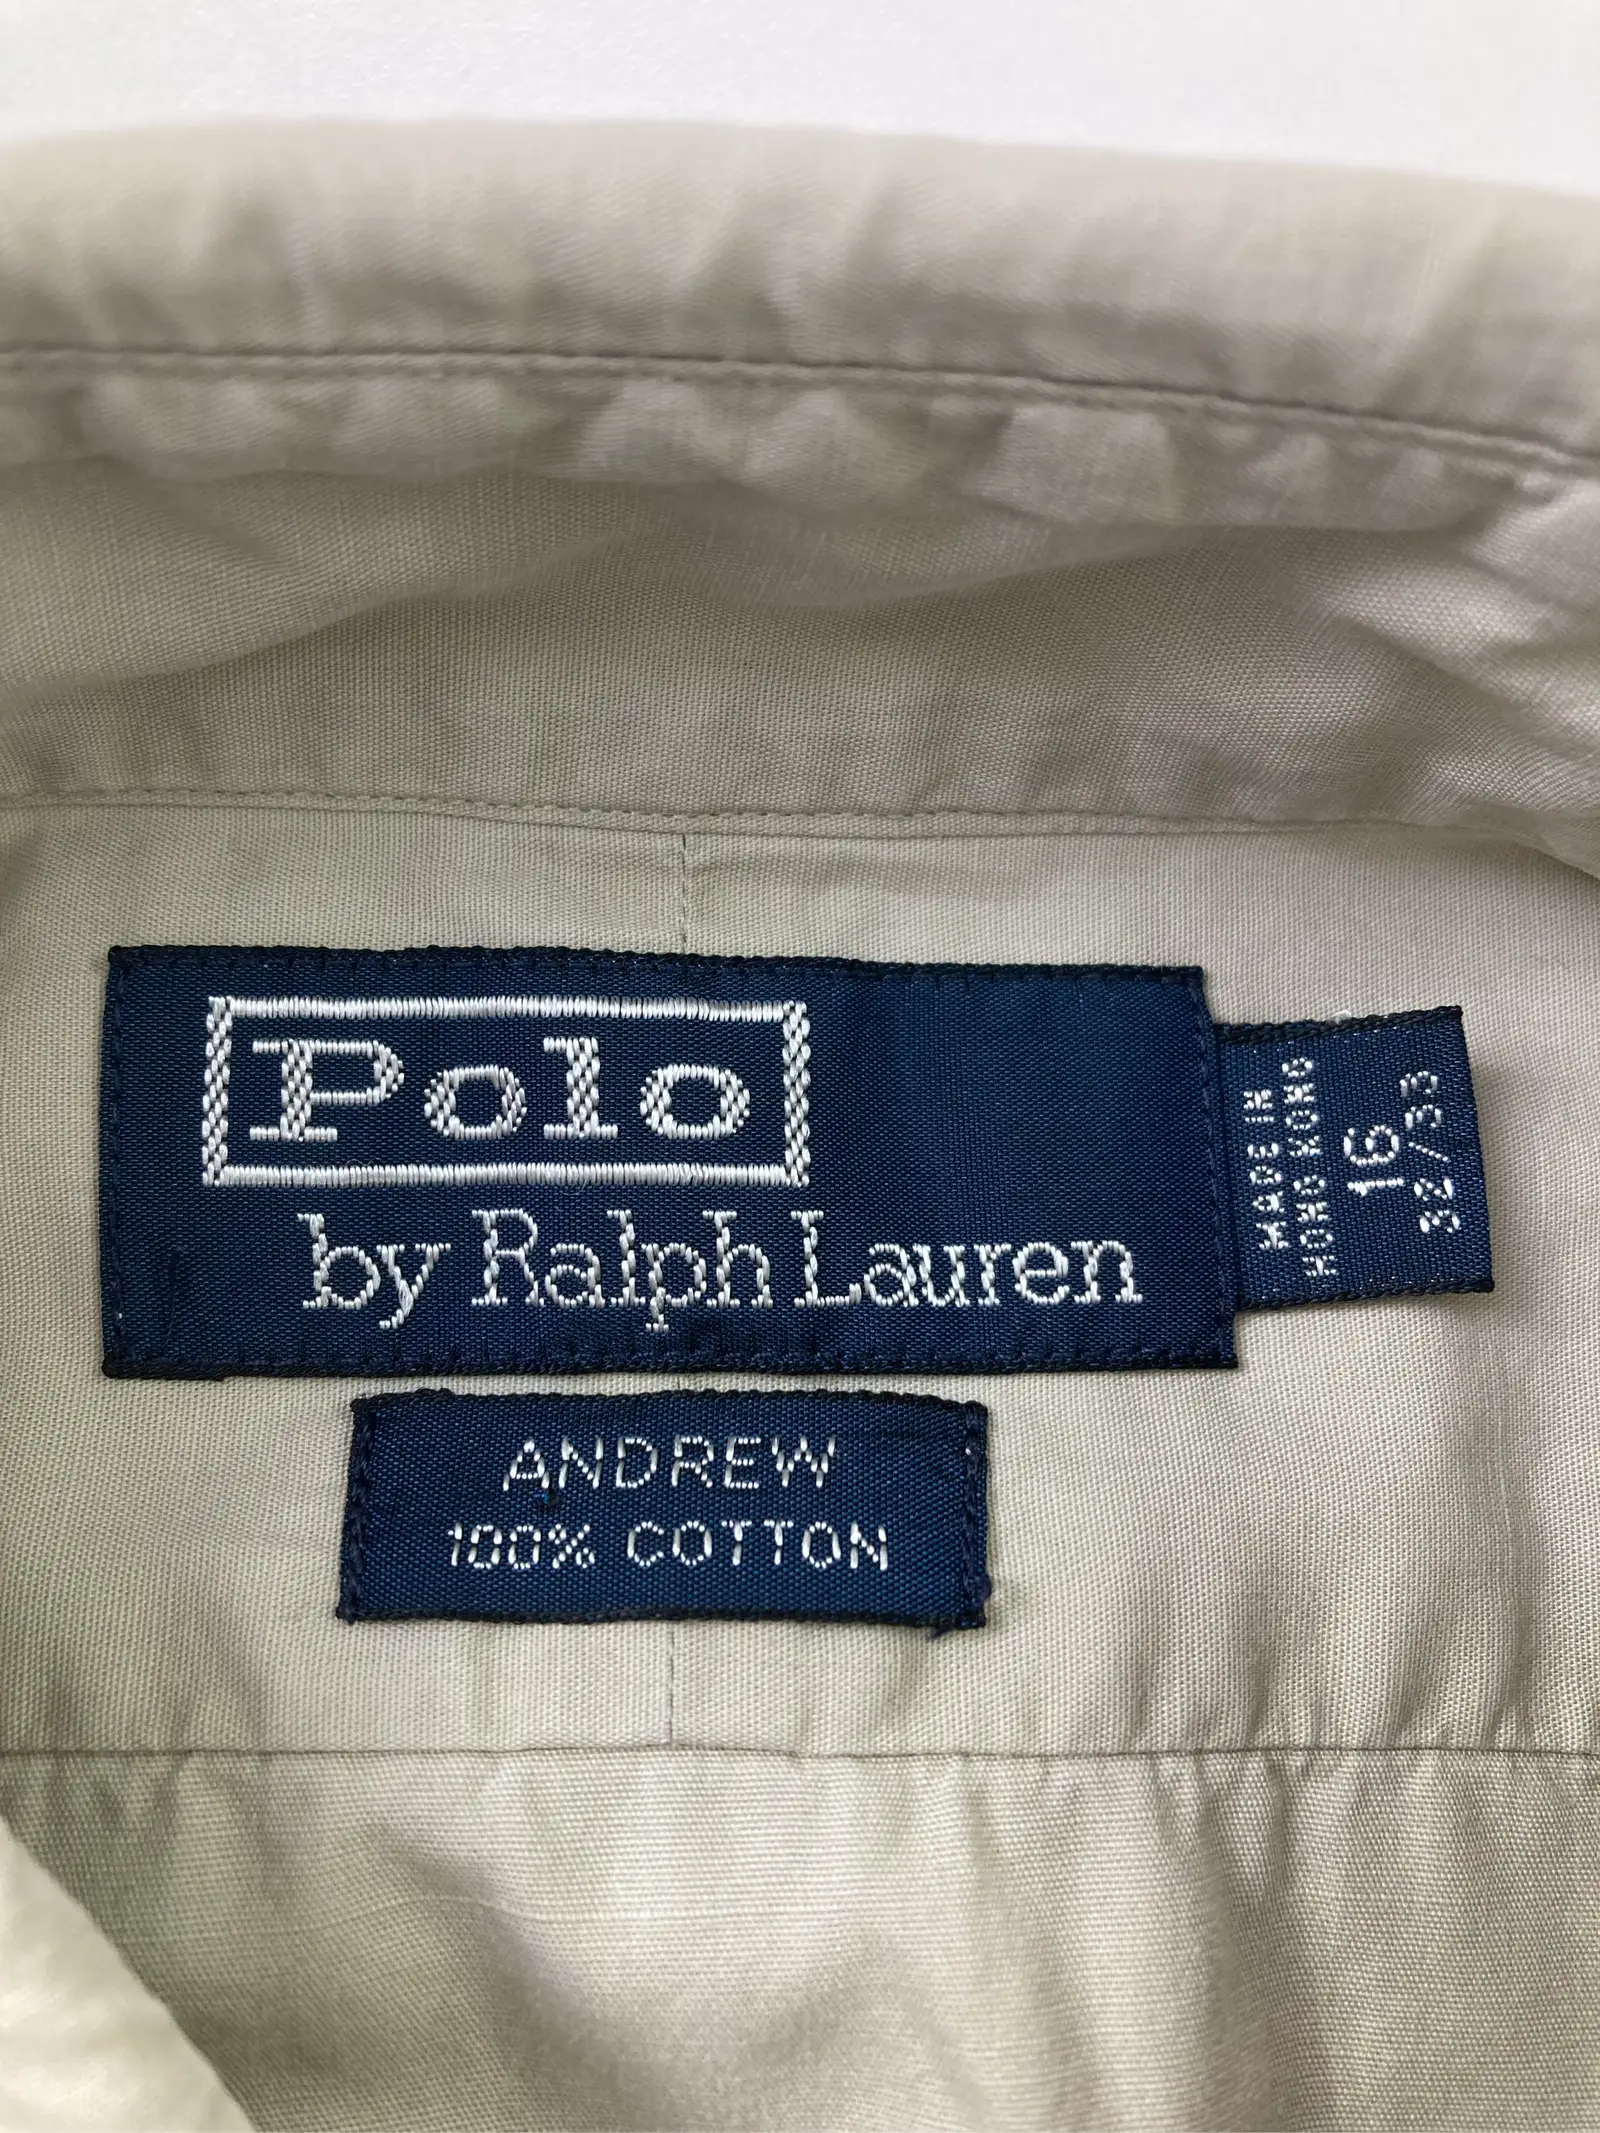 Polo
by Ralph Lauren
MADE IN
HONG KONG
16
32/33
ANDREW
100% COTTON